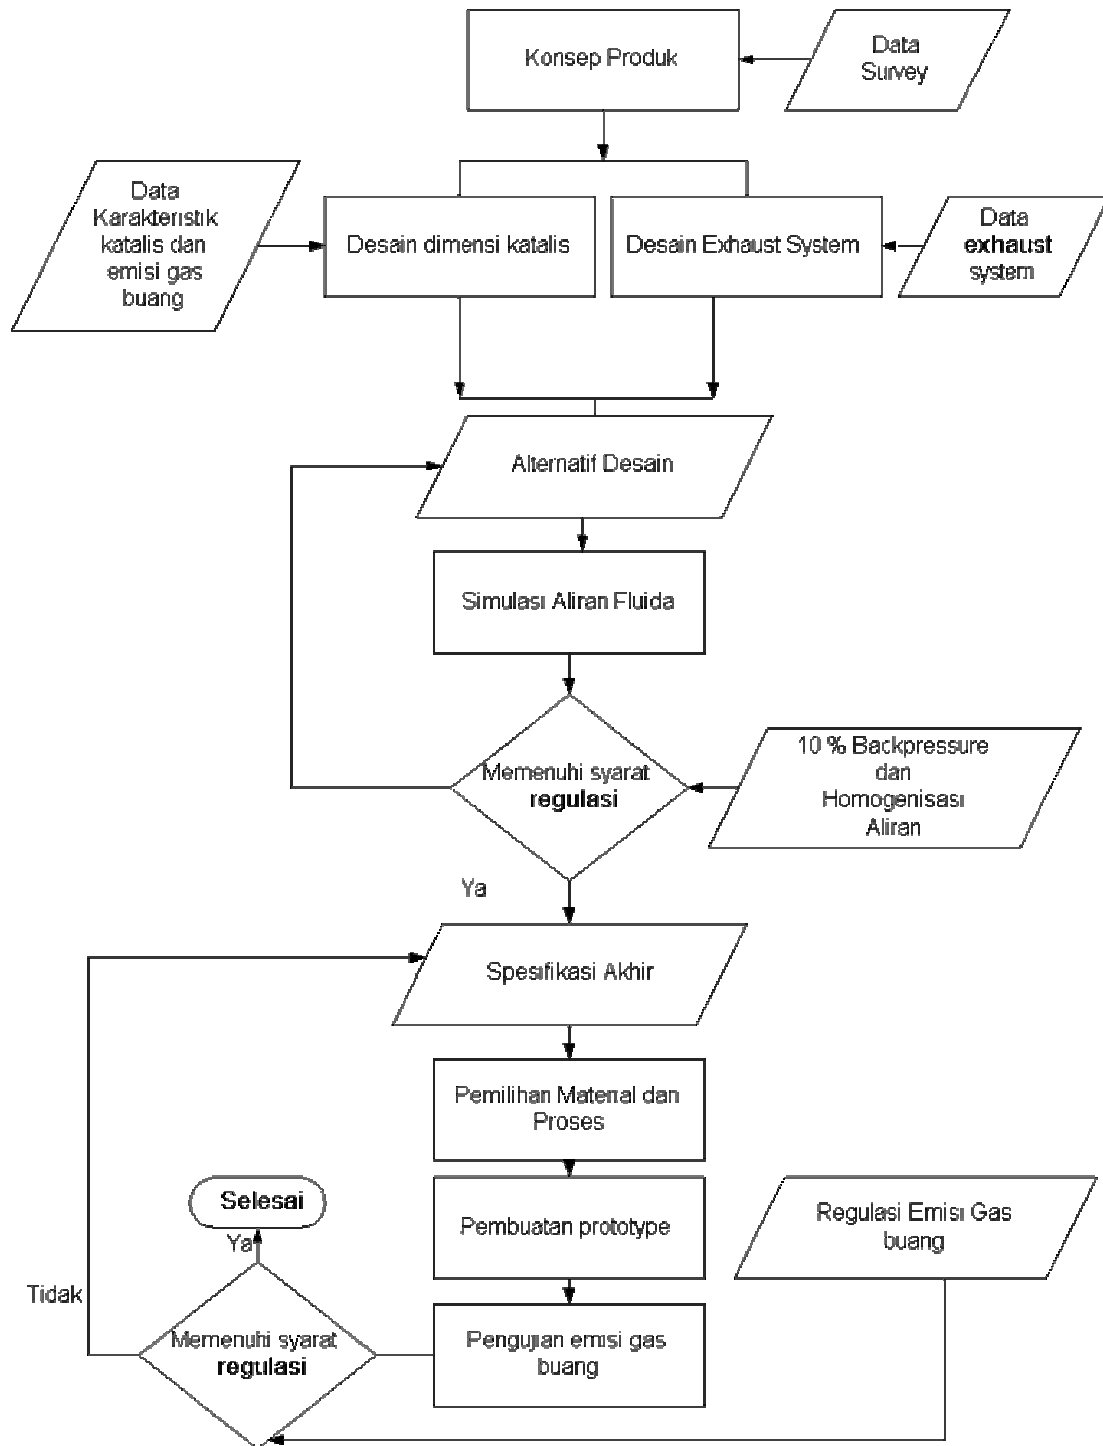 Konsep Produk
Data
Survey
Data
Karakteristik
katalis dan
emisi gas
buang
Desain dimensi katalis
Desain Exhaust System
Data
exhaust
system
Alternatif Desain
Simulasi Aliran Fluida
Memenuhi syarat
regulasi
10 % Backpressure
dan
Homogenisasi
Aliran
Ya
Spesifikasi Akhir
Pemilihan Material dan
Proses
Selesai
Ya
Pembuatan prototype
Regulasi Emisi Gas
buang
Tidak
Memenuhi syarat
regulasi
Pengujian emisi gas
buang